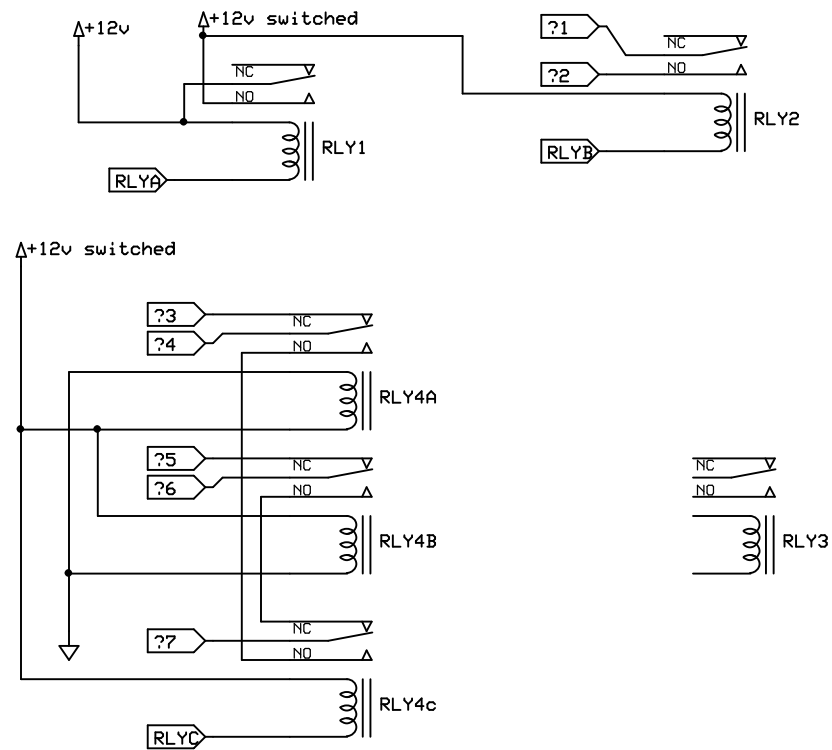 +12v
+12v switched
NC
NO
RLY1
RLYA
?1
NC
?2
NO
RLY2
RLYB
+12v switched
?3
NC
?4
NO
RLY4A
?5
NC
?6
NO
RLY4B
NC
NO
RLY3
NC
?7
NO
RLY4c
RLYC